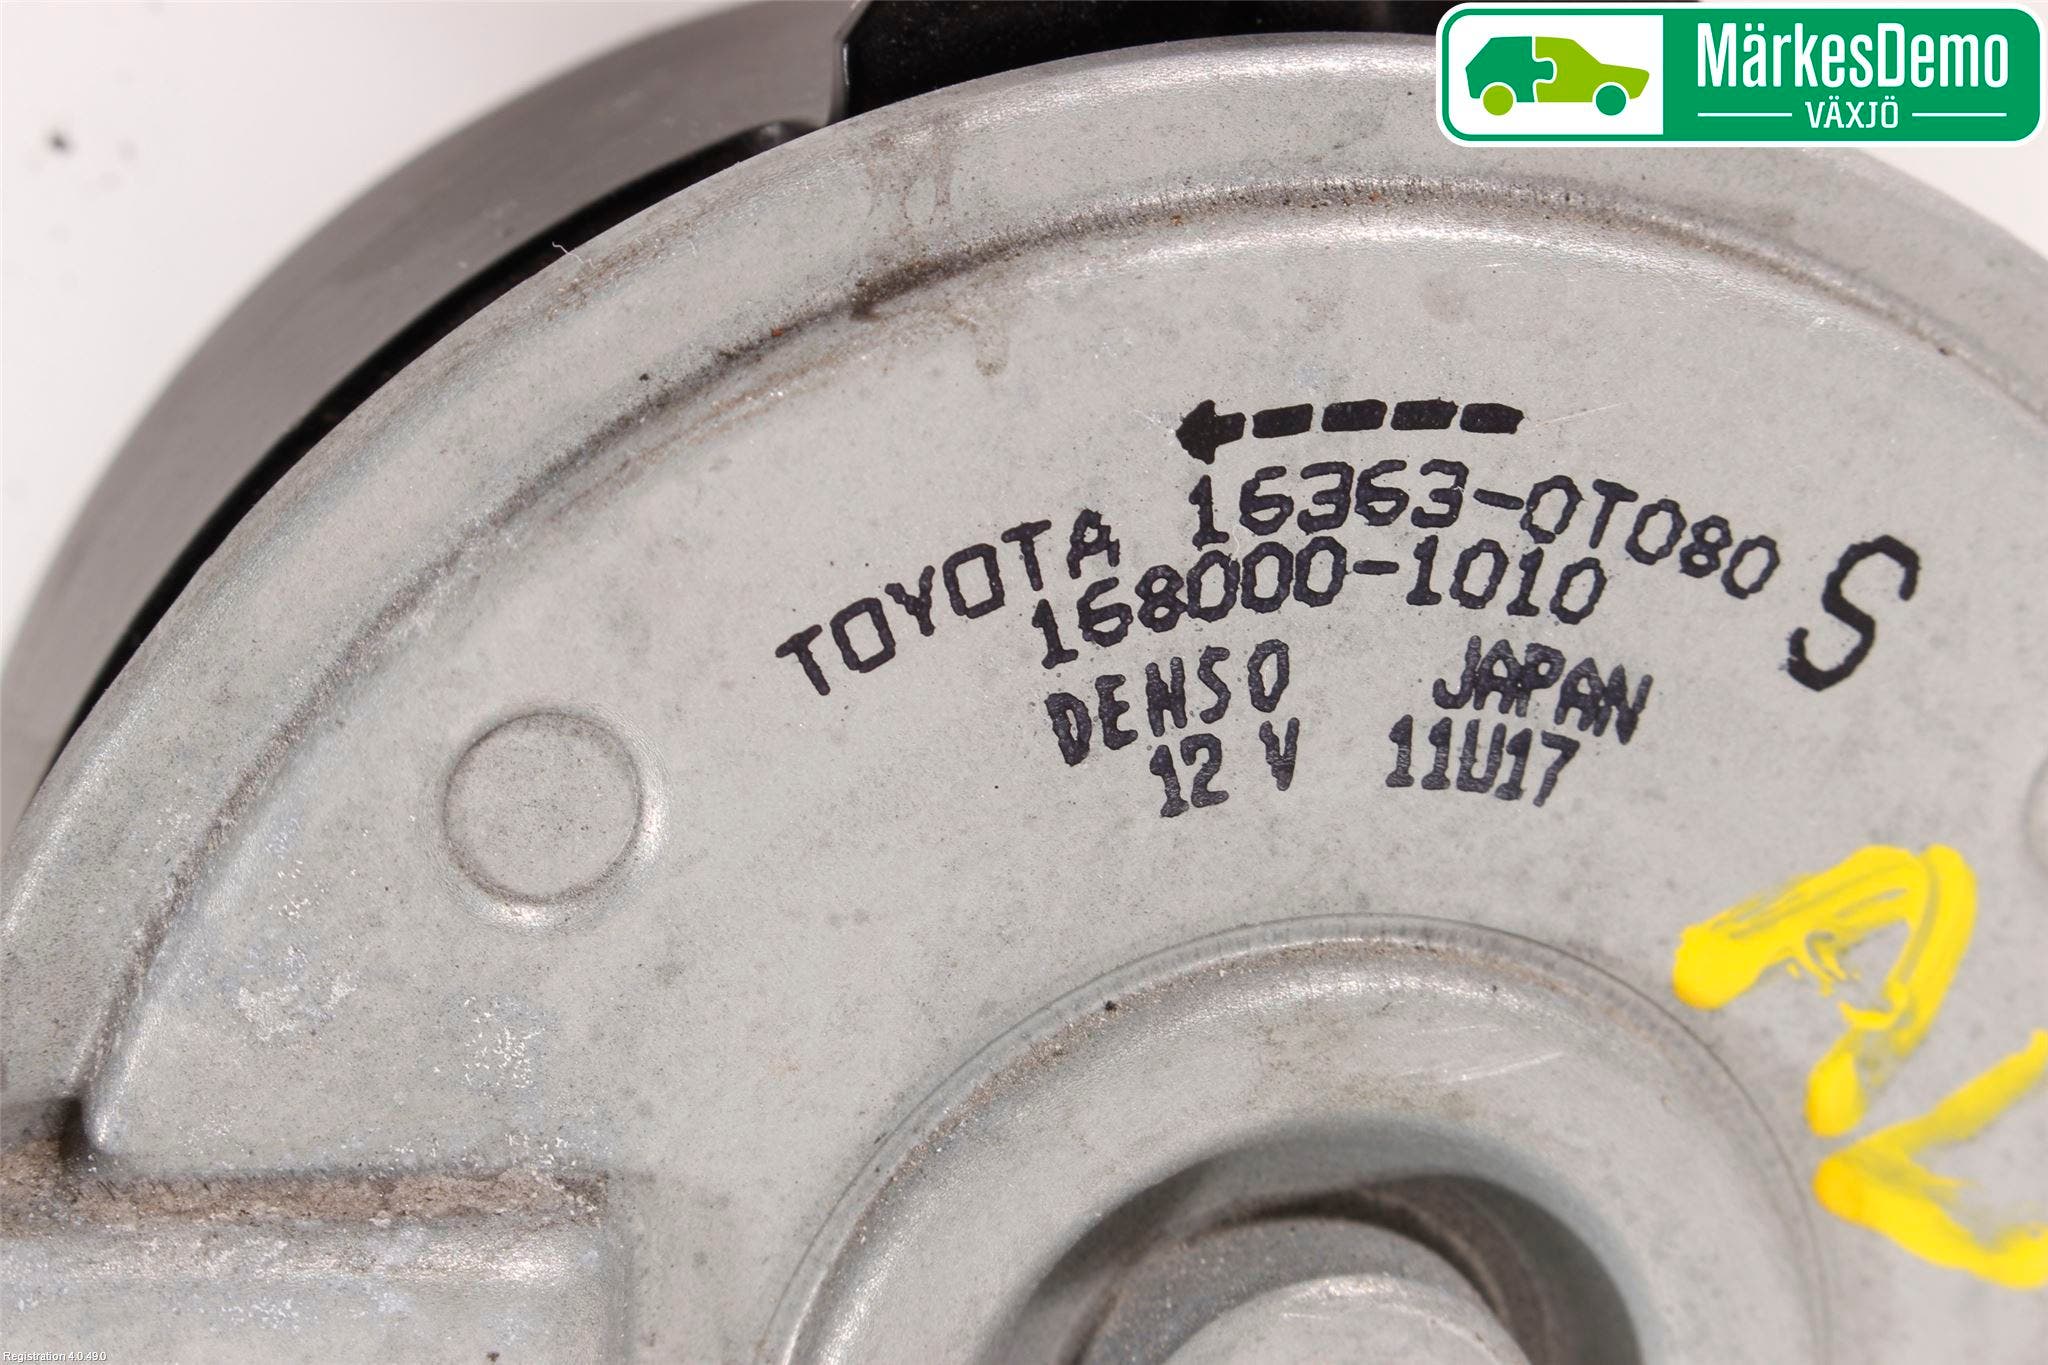 MärkesDemo
VÄXJÖ
TOYOTA 16363-0T080 S
168000-1010
DENSO JAPAN
12 V 11U17
Registration 4.0.49.0